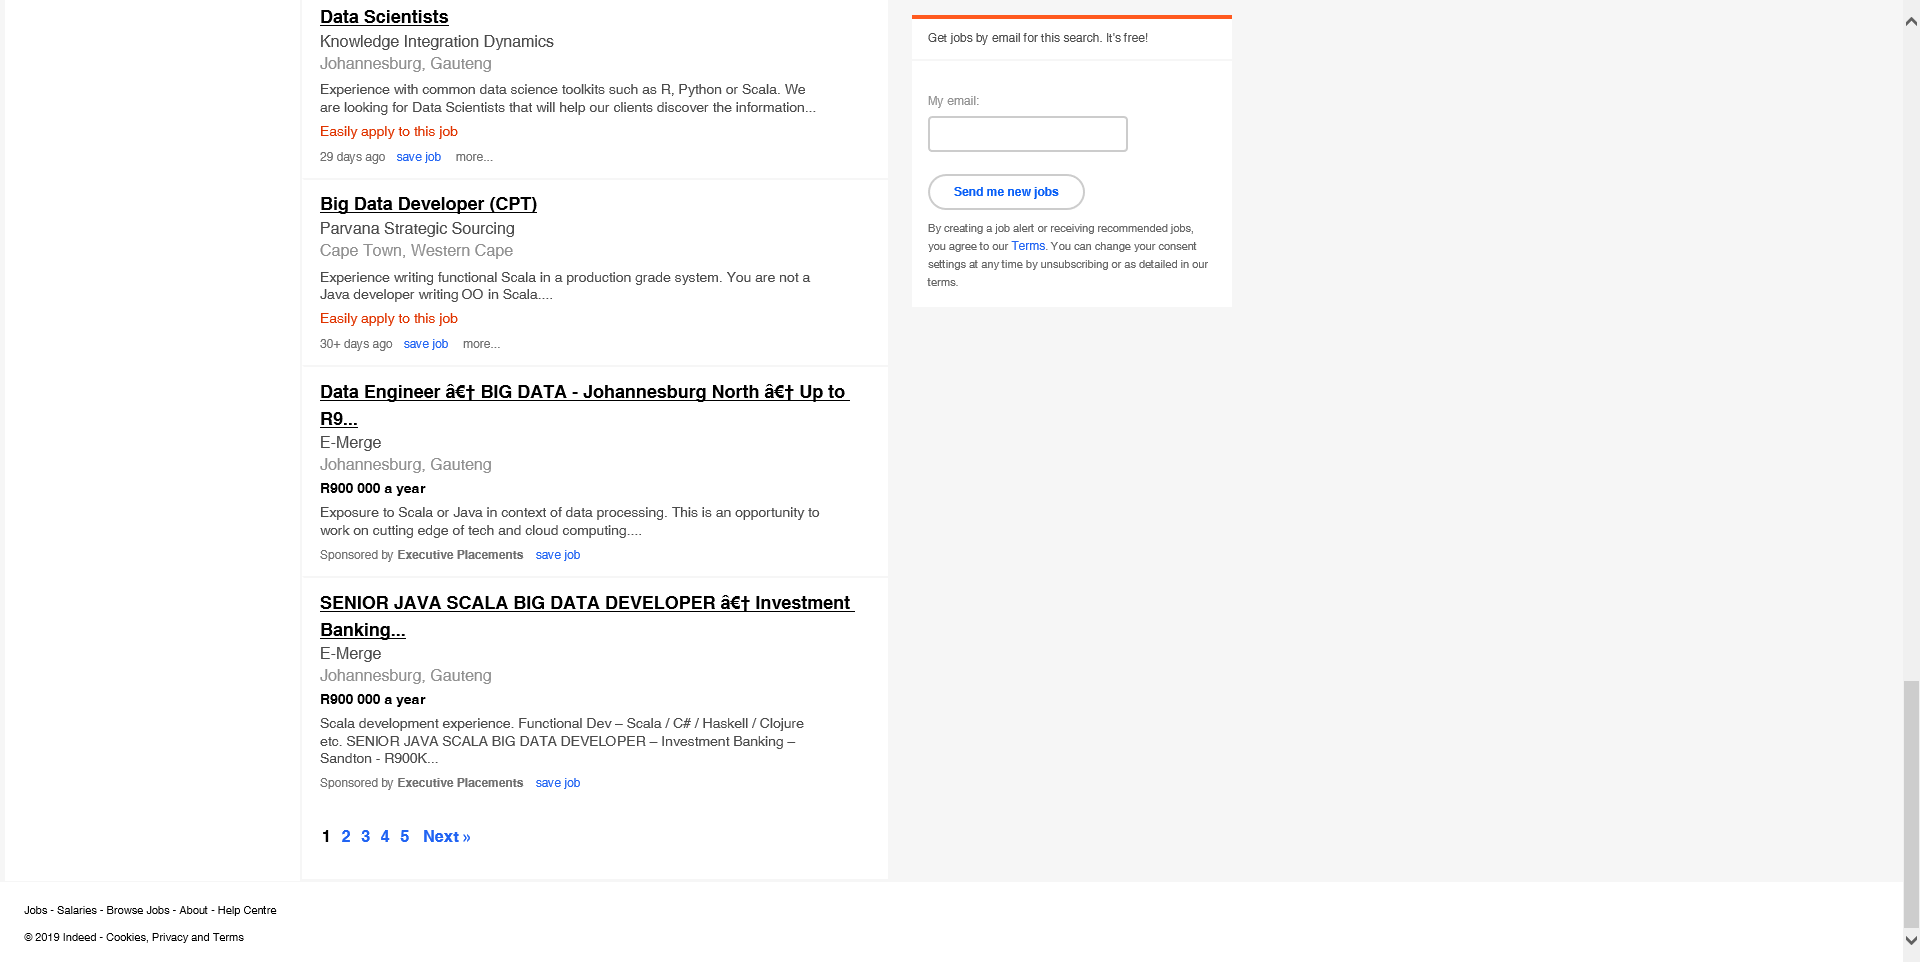 Data Scientists
Knowledge Integration Dynamics
Johannesburg, Gauteng
Experience with common data science toolkits such as R, Python or Scala. We
are looking for Data Scientists that will help our clients discover the information...
Easily apply to this job
29 days ago save job more...
Big Data Developer (CPT)
Parvana Strategic Sourcing
Cape Town, Western Cape
Experience writing functional Scala in a production grade system. You are not a
Java developer writing OO in Scala....
Easily apply to this job
30+ days ago save job more...
Data Engineer â€† BIG DATA - Johannesburg North â€† Up to
R9...
E-Merge
Johannesburg, Gauteng
R900 000 a year
Exposure to Scala or Java in context of data processing. This is an opportunity to
work on cutting edge of tech and cloud computing....
Sponsored by Executive Placements save job
SENIOR JAVA SCALA BIG DATA DEVELOPER â€† Investment
Banking...
E-Merge
Johannesburg, Gauteng
R900 000 a year
Scala development experience. Functional Dev – Scala / C# / Haskell / Clojure
etc. SENIOR JAVA SCALA BIG DATA DEVELOPER – Investment Banking –
Sandton - R900K...
Sponsored by Executive Placements save job
1 2 3 4 5 Next »
Get jobs by email for this search. It's free!
My email:
Send me new jobs
By creating a job alert or receiving recommended jobs,
you agree to our Terms. You can change your consent
settings at any time by unsubscribing or as detailed in our
terms.
Jobs - Salaries - Browse Jobs - About - Help Centre
© 2019 Indeed - Cookies, Privacy and Terms